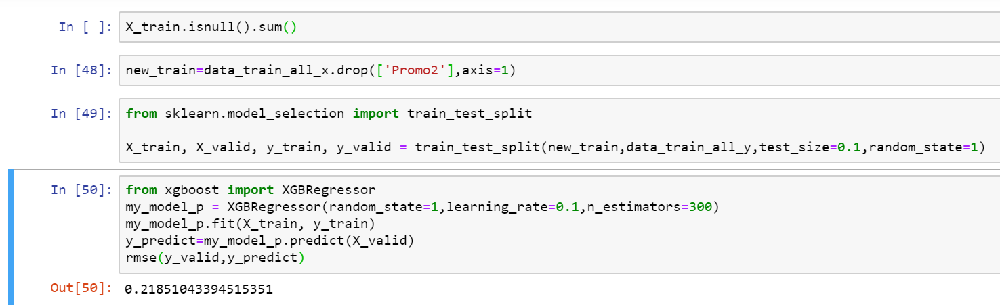 In [ ]: X_train.isnull().sum()
In [48]: new_train=data_train_all_x.drop(['Promo2'],axis=1)
In [49]: from sklearn.model_selection import train_test_split
X_train, X_valid, y_train, y_valid = train_test_split(new_train,data_train_all_y,test_size=0.1,random_state=1)
In [50]: from xgboost import XGBRegressor
my_model_p = XGBRegressor(random_state=1,learning_rate=0.1,n_estimators=300)
my_model_p.fit(X_train, y_train)
y_predict=my_model_p.predict(X_valid)
rmse(y_valid,y_predict)
Out[50]: 0.21851043394515351